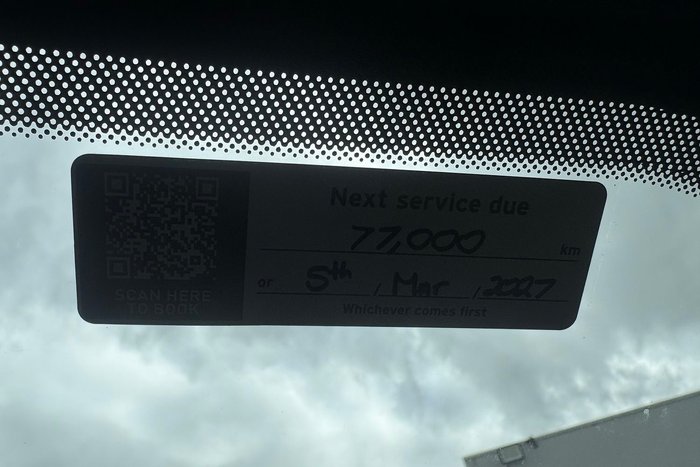 Next service due
77,000 km
or 5th / Mar / 2027
Whichever comes first
SCAN HERE
TO BOOK